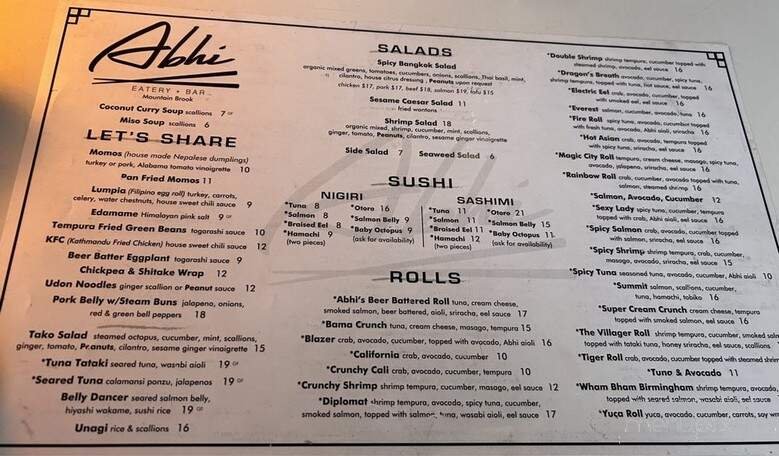 Abhi
EATERY • BAR
Mountain Brook
Coconut Curry Soup scallions 7 GF
Miso Soup scallions 6
LET'S SHARE
Momos (house made Nepalese dumplings)
turkey or pork, Alabama tomato vinaigrette 10
Pan Fried Momos 11
Lumpia (Filipina egg roll) turkey, carrots,
celery, water chestnuts, house sweet chili sauce 9
Edamame Himalayan pink salt 9 GF
Tempura Fried Green Beans togarashi sauce 10
KFC (Kathmandu Fried Chicken) house sweet chili sauce 12
Beer Batter Eggplant togarashi sauce 9
Chickpea & Shitake Wrap 12
Udon Noodles ginger scallion or Peanut sauce 12
Pork Belly w/Steam Buns jalapeno, onions,
red & green bell peppers 18
Tako Salad steamed octopus, cucumber, mint, scallions,
ginger, tomato, Peanuts, cilantro, sesame ginger vinaigrette 15
*Tuna Tataki seared tuna, wasabi aioli 19 GF
*Seared Tuna calamansi ponzu, jalapenos 19 GF
Belly Dancer seared salmon belly,
hiyashi wakame, sushi rice 19 GF
Unagi rice & scallions 16
SALADS
Spicy Bangkok Salad
organic mixed greens, tomatoes, cucumbers, onions, scallions, Thai basil, mint,
cilantro, house citrus dressing, Peanuts upon request
chicken $17, pork $17, beef $18, salmon $19, tofu $15
Sesame Caesar Salad 11
fried wontons
Shrimp Salad 18
organic mixed, shrimp, cucumber, mint, scallions,
ginger, tomato, Peanuts, cilantro, sesame ginger vinaigrette
Side Salad 7 Seaweed Salad 6
SUSHI
NIGIRI
*Tuna 8 *Otoro 16
*Salmon 8 *Salmon Belly 9
*Braised Eel 8 *Baby Octopus 9
*Hamachi 9 (ask for availability)
(two pieces)
SASHIMI
*Tuna 11 *Otoro 21
*Salmon 11 *Salmon Belly 15
*Braised Eel 11 *Baby Octopus 11
*Hamachi 12 (ask for availability)
(two pieces)
ROLLS
*Abhi's Beer Battered Roll tuna, cream cheese,
smoked salmon, beer battered, aioli, sriracha, eel sauce 17
*Bama Crunch tuna, cream cheese, masago, tempura 15
*Blazer crab, avocado, cucumber, topped with avocado, Abhi aioli 16
*California crab, avocado, cucumber 10
*Crunchy Cali crab, avocado, cucumber, tempura 10
*Crunchy Shrimp shrimp tempura, cucumber, masago, eel sauce 12
*Diplomat shrimp tempura, avocado, spicy tuna, cucumber,
smoked salmon, topped with salmon, tuna, wasabi aioli, eel sauce 17
*Double Shrimp shrimp tempura, cucumber topped with
steamed shrimp, avocado, eel sauce 16
*Dragon's Breath avocado, cucumber, spicy tuna,
shrimp tempura, topped with tuna, hot sauce, eel sauce 16
*Electric Eel crab, avocado, cucumber, topped
with smoked eel, eel sauce 16
*Everest salmon, cucumber, avocado, tuna 16
*Fire Roll spicy tuna, avocado, cucumber topped
with fresh tuna, avocado, Abhi aioli, sriracha 16
*Hot Asian crab, avocado, tempura topped
with spicy tuna, sriracha, eel sauce 16
*Magic City Roll tempura, cream cheese, masago, spicy tuna,
avocado, jalapeno, sriracha, eel sauce 16
*Rainbow Roll crab, cucumber, avocado topped with tuna,
salmon, steamed shrimp 16
*Salmon, Avocado, Cucumber 12
*Sexy Lady spicy tuna, cucumber, tempura
topped with crab, Abhi aioli, eel sauce 16
*Spicy Salmon crab, avocado, cucumber
topped with salmon, sriracha 16
*Spicy Shrimp shrimp tempura, crab, cucumber,
masago, avocado, sriracha, eel sauce 15
*Spicy Tuna seasoned tuna, avocado, cucumber, Abhi aioli 10
*Summit salmon, scallions, cucumber,
tuna, hamachi, tobiko 16
*Super Cream Crunch cream cheese, tempura
topped with smoked salmon, eel sauce 16
*The Villager Roll shrimp tempura, cucumber, smoked
topped with tataki tuna, honey sriracha, eel sauce, scallions
*Tiger Roll crab, avocado, cucumber topped with steamed
Tuna & Avocado 11
*Wham Bham Birmingham shrimp tempura, avocado,
topped with seared salmon, wasabi aioli, eel sauce
*Yuca Roll yuca, avocado, cucumber, carrots, soy